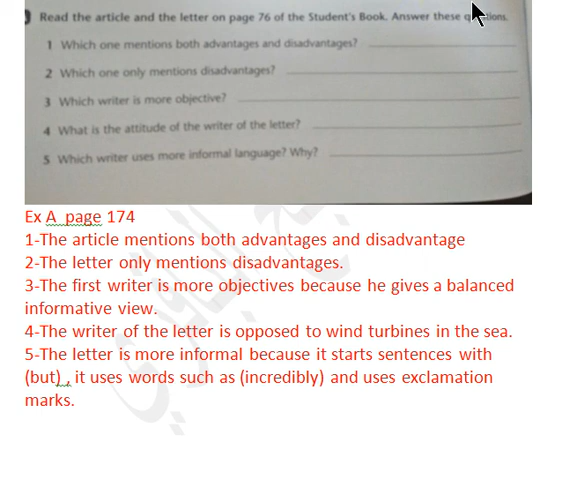 Read the article and the letter on page 76 of the Student's Book. Answer these
1 Which one mentions both advantages and disadvantages?
2 Which one only mentions disadvantages?
3 Which writer is more objective?
4 What is the attitude of the writer of the letter?
5 Which writer uses more informal language? Why?
Ex A page 174
1-The article mentions both advantages and disadvantage
2-The letter only mentions disadvantages.
3-The first writer is more objectives because he gives a balanced
informative view.
4-The writer of the letter is opposed to wind turbines in the sea.
5-The letter is more informal because it starts sentences with
(but) , it uses words such as (incredibly) and uses exclamation
marks.